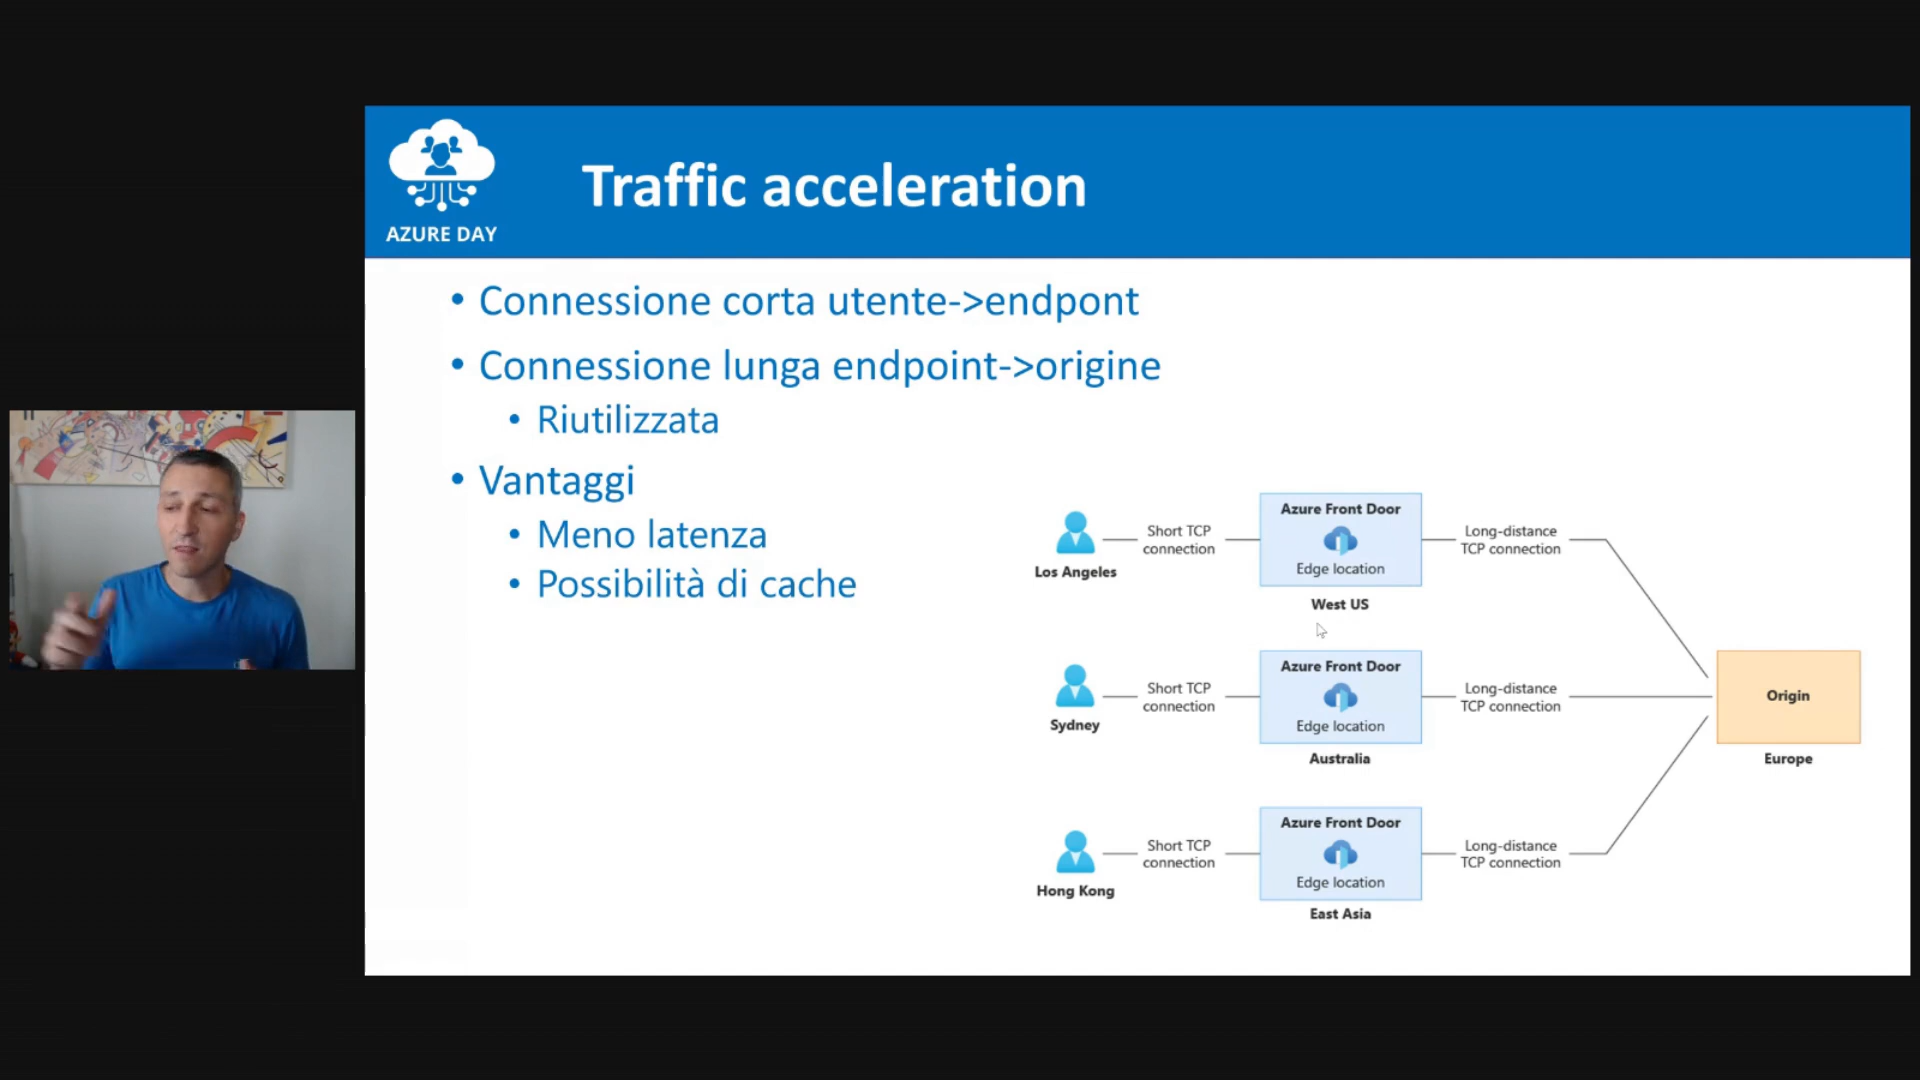 AZURE DAY
Traffic acceleration
• Connessione corta utente->endpont
• Connessione lunga endpoint->origine
• Riutilizzata
• Vantaggi
• Meno latenza
• Possibilità di cache
Los Angeles
Short TCP
connection
Azure Front Door
Edge location
West US
Long-distance
TCP connection
Sydney
Short TCP
connection
Azure Front Door
Edge location
Australia
Long-distance
TCP connection
Hong Kong
Short TCP
connection
Azure Front Door
Edge location
East Asia
Long-distance
TCP connection
Origin
Europe